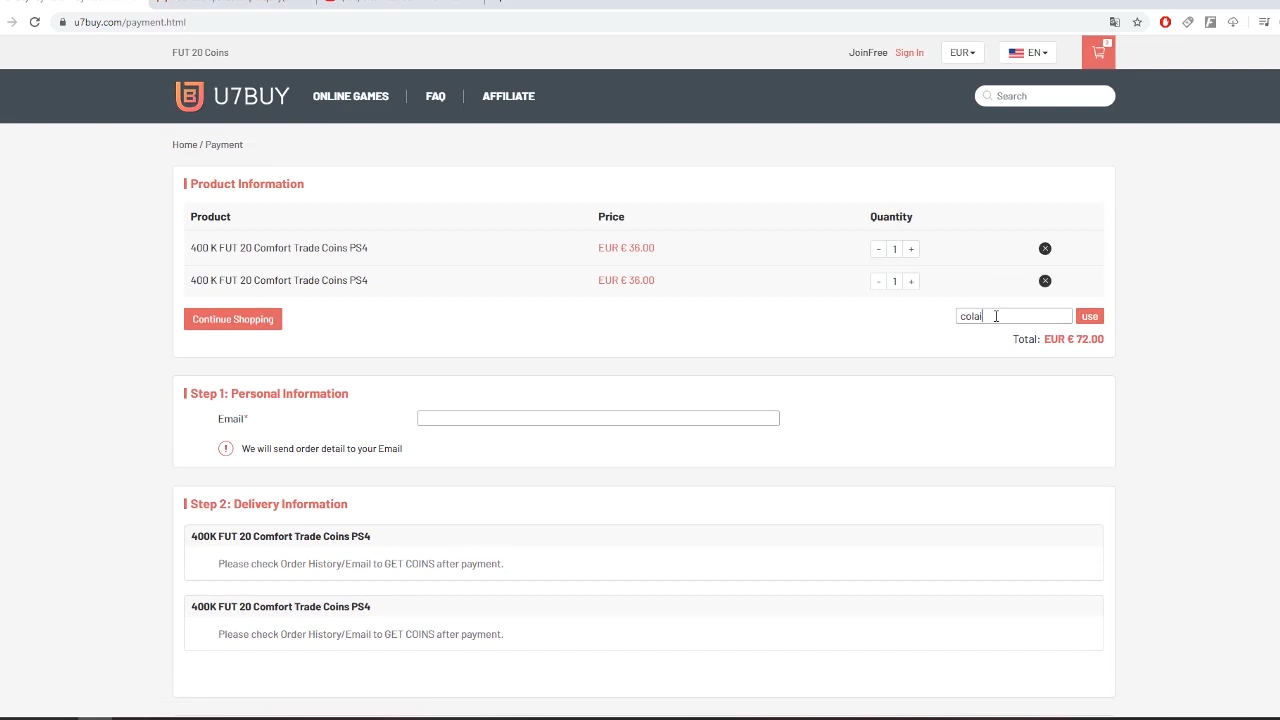 u7buy.com/payment.html
FUT 20 Coins
JoinFree Sign In EUR EN 2
U7BUY ONLINE GAMES FAQ AFFILIATE Search
Home / Payment
Product Information
Product Price Quantity
400 K FUT 20 Comfort Trade Coins PS4 EUR € 36.00 - 1 +
400 K FUT 20 Comfort Trade Coins PS4 EUR € 36.00 - 1 +
Continue Shopping colai use
Total: EUR € 72.00
Step 1: Personal Information
Email*
! We will send order detail to your Email
Step 2: Delivery Information
400K FUT 20 Comfort Trade Coins PS4
Please check Order History/Email to GET COINS after payment.
400K FUT 20 Comfort Trade Coins PS4
Please check Order History/Email to GET COINS after payment.